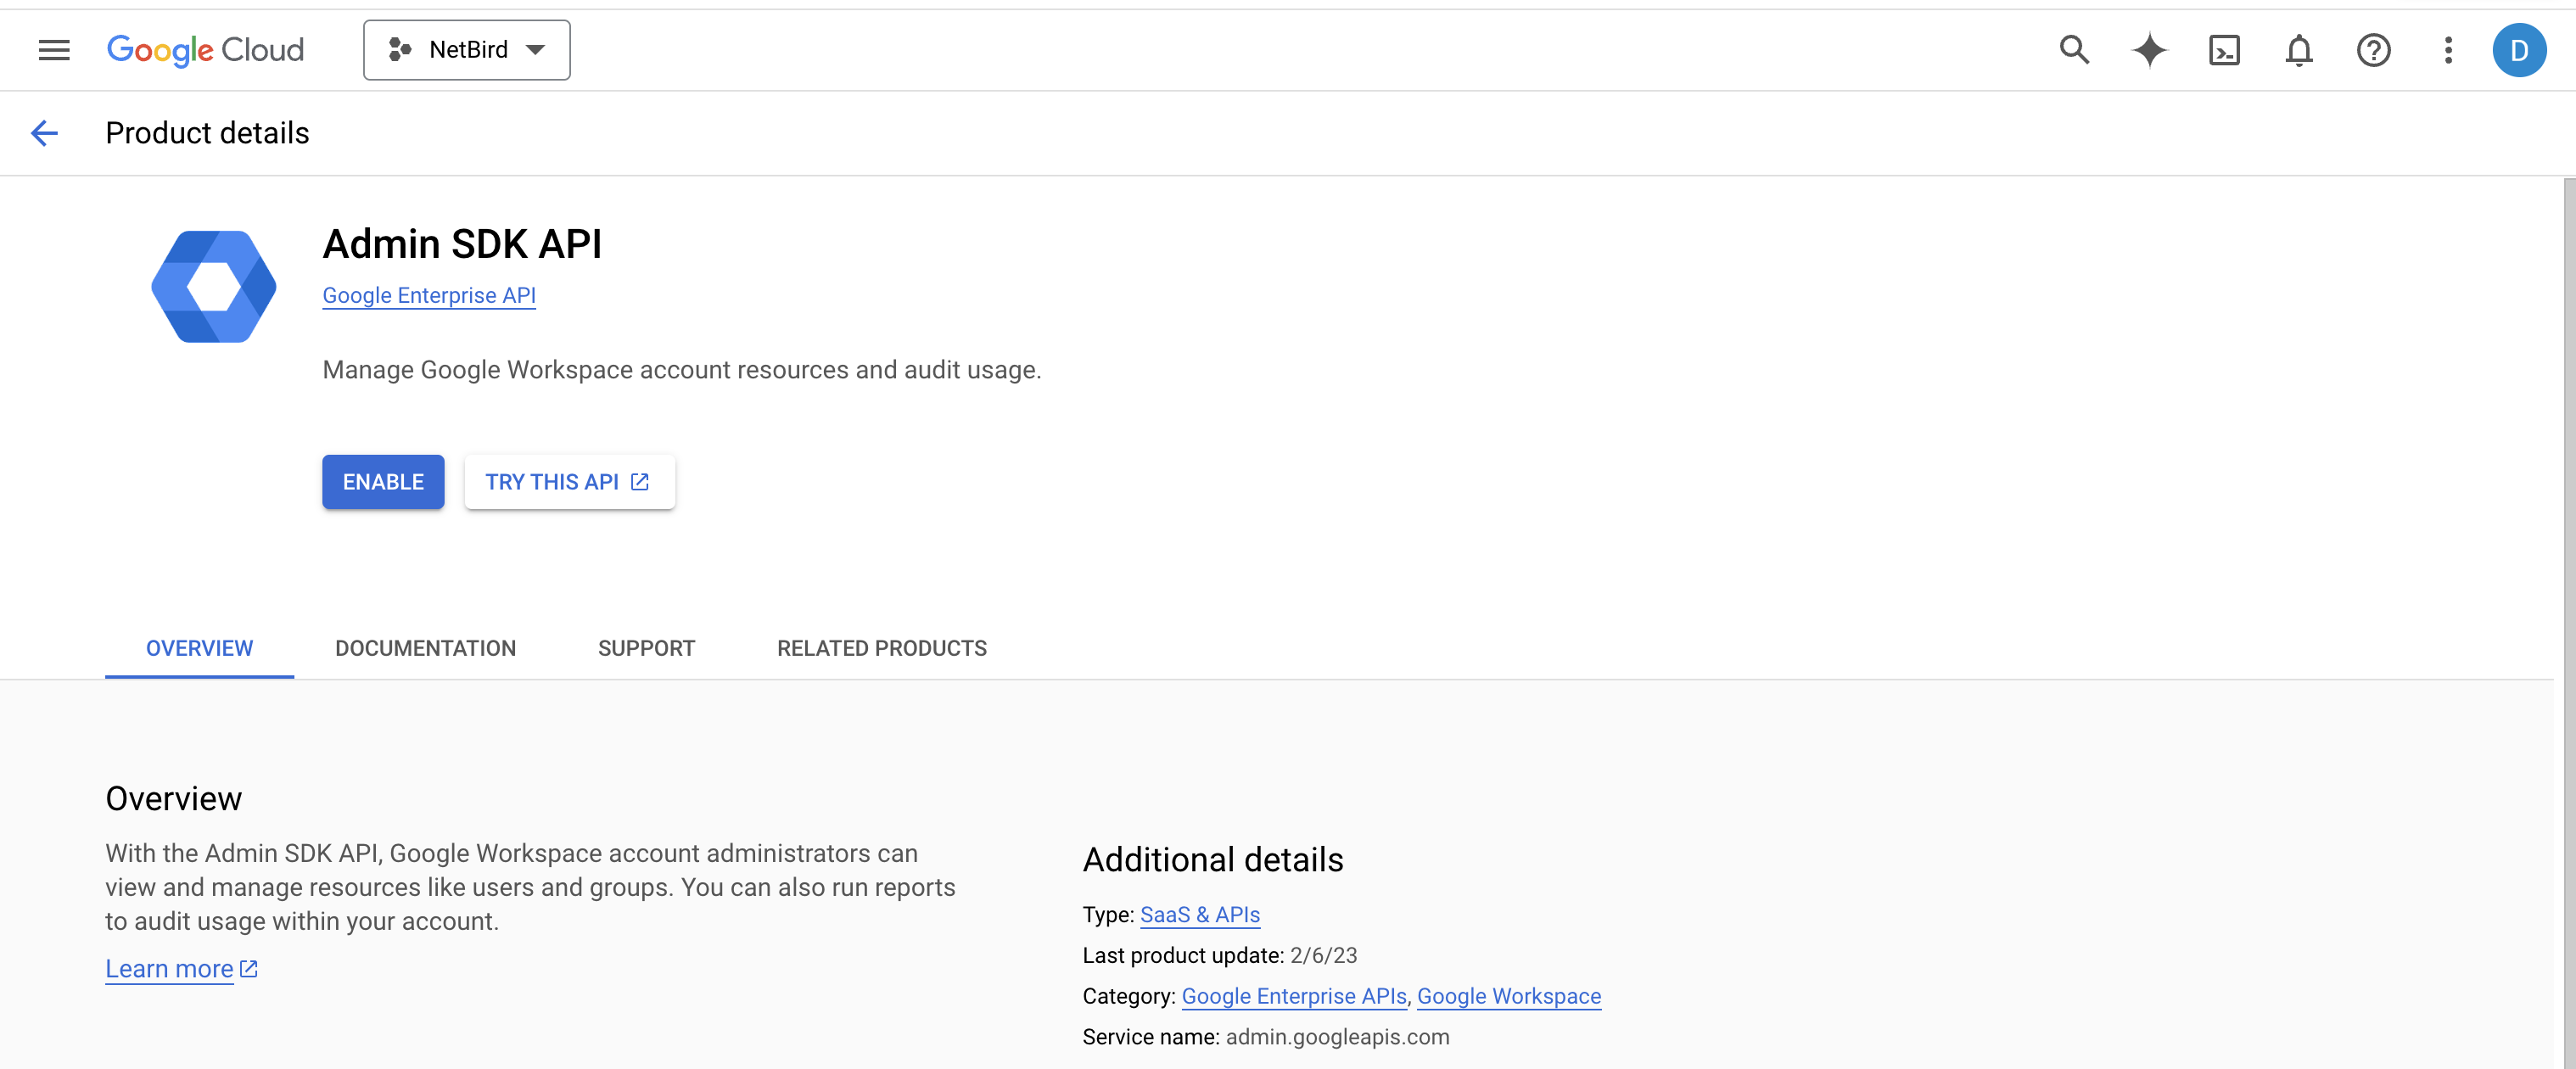 Google Cloud
NetBird
D
Product details
Admin SDK API
Google Enterprise API
Manage Google Workspace account resources and audit usage.
ENABLE
TRY THIS API
OVERVIEW
DOCUMENTATION
SUPPORT
RELATED PRODUCTS
Overview
With the Admin SDK API, Google Workspace account administrators can
view and manage resources like users and groups. You can also run reports
to audit usage within your account.
Learn more
Additional details
Type: SaaS & APIs
Last product update: 2/6/23
Category: Google Enterprise APIs, Google Workspace
Service name: admin.googleapis.com